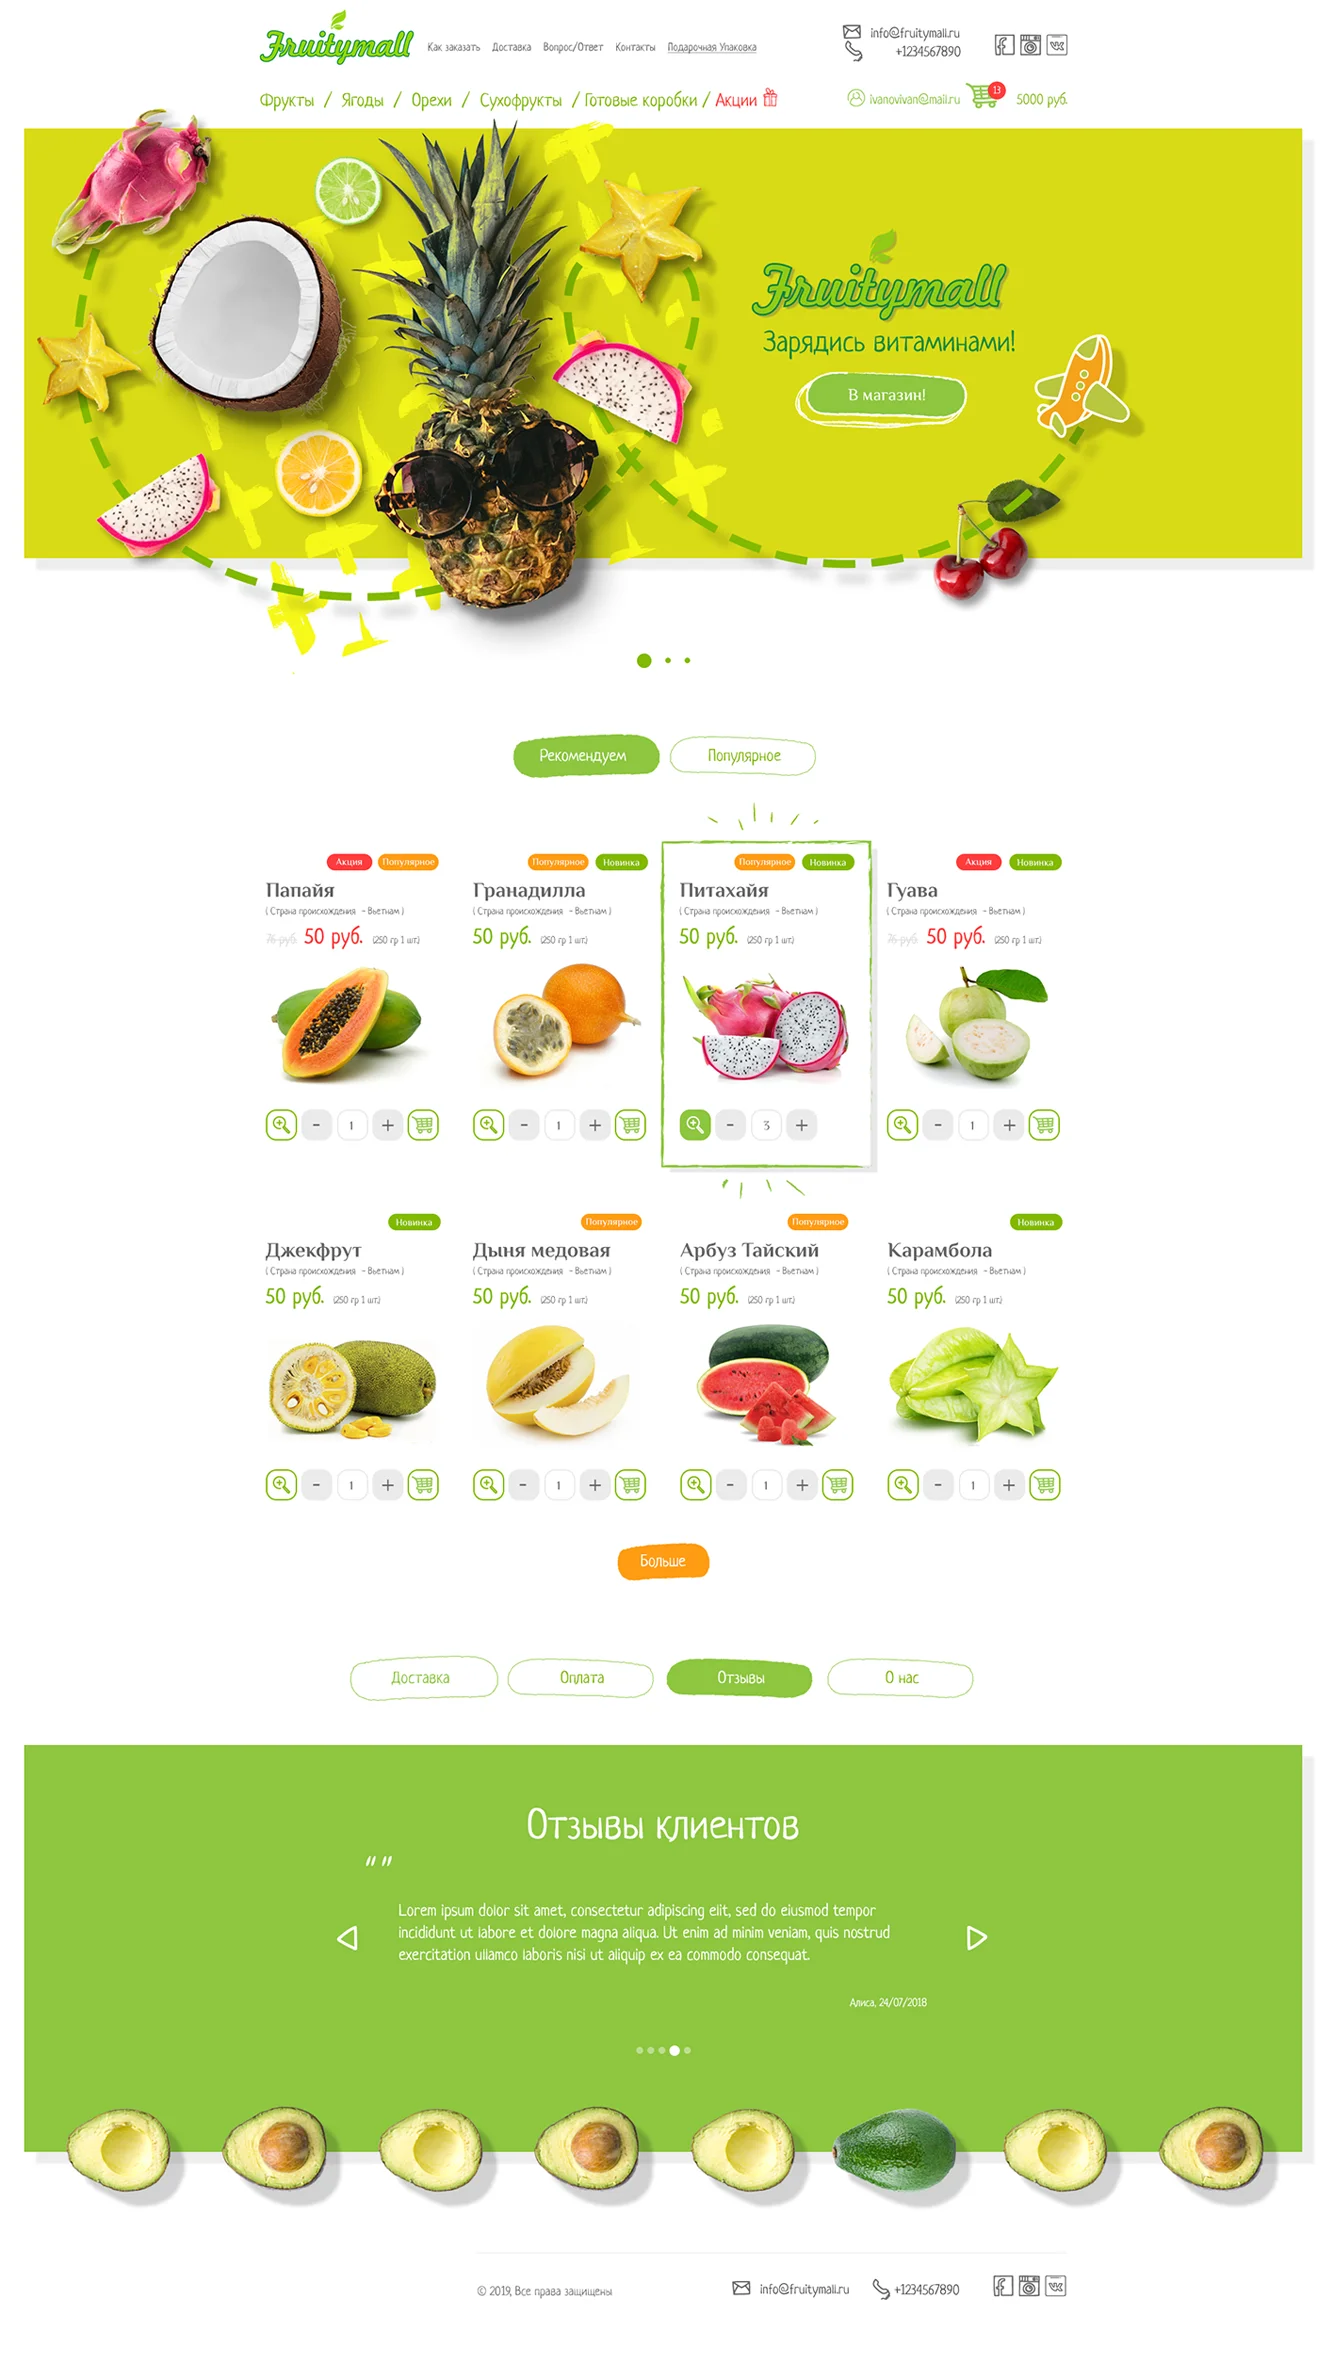 Fruitymall
Как заказать Доставка Вопрос/Ответ Контакты Подарочная Упаковка
info@fruitymall.ru
+1234567890
Фрукты / Ягоды / Орехи / Сухофрукты / Готовые коробки / Акции
ivanovivan@mail.ru 13 5000 руб.
Fruitymall
Зарядись витаминами!
В магазин!
Рекомендуем Популярное
Акция Популярное
Папайя
( Страна происхождения - Вьетнам )
76 руб. 50 руб. (250 гр 1 шт.)
- 1 +
Популярное Новинка
Гранадилла
( Страна происхождения - Вьетнам )
50 руб. (250 гр 1 шт.)
- 1 +
Популярное Новинка
Питахайя
( Страна происхождения - Вьетнам )
50 руб. (250 гр 1 шт.)
- 3 +
Акция Новинка
Гуава
( Страна происхождения - Вьетнам )
76 руб. 50 руб. (250 гр 1 шт.)
- 1 +
Новинка
Джекфрут
( Страна происхождения - Вьетнам )
50 руб. (250 гр 1 шт.)
- 1 +
Популярное
Дыня медовая
( Страна происхождения - Вьетнам )
50 руб. (250 гр 1 шт.)
- 1 +
Популярное
Арбуз Тайский
( Страна происхождения - Вьетнам )
50 руб. (250 гр 1 шт.)
- 1 +
Новинка
Карамбола
( Страна происхождения - Вьетнам )
50 руб. (250 гр 1 шт.)
- 1 +
Больше
Доставка Оплата Отзывы О нас
Отзывы клиентов
" "
Lorem ipsum dolor sit amet, consectetur adipiscing elit, sed do eiusmod tempor
incididunt ut labore et dolore magna aliqua. Ut enim ad minim veniam, quis nostrud
exercitation ullamco laboris nisi ut aliquip ex ea commodo consequat.
Алиса, 24/07/2018
© 2019, Все права защищены info@fruitymall.ru +1234567890